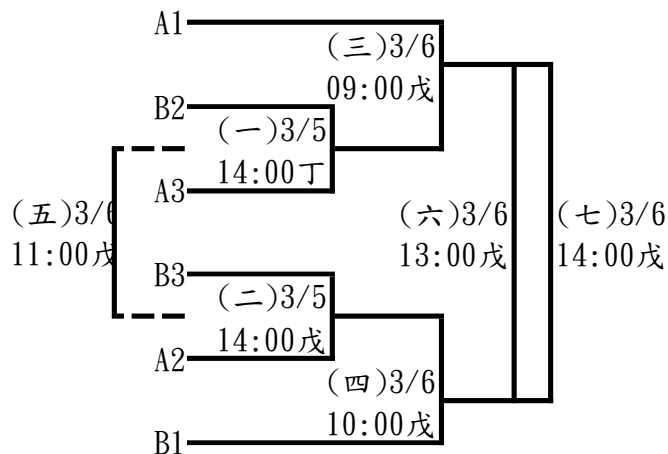 A1
(三)3/6
09:00戊
B2
(一)3/5
14:00丁
A3
(五)3/6
11:00戊
(六)3/6
13:00戊
(七)3/6
14:00戊
B3
(二)3/5
14:00戊
A2
(四)3/6
10:00戊
B1